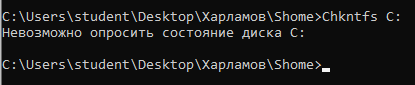 C:\Users\student\Desktop\Харламов\Shome>Chkntfs C:
Невозможно опросить состояние диска C:
C:\Users\student\Desktop\Харламов\Shome>